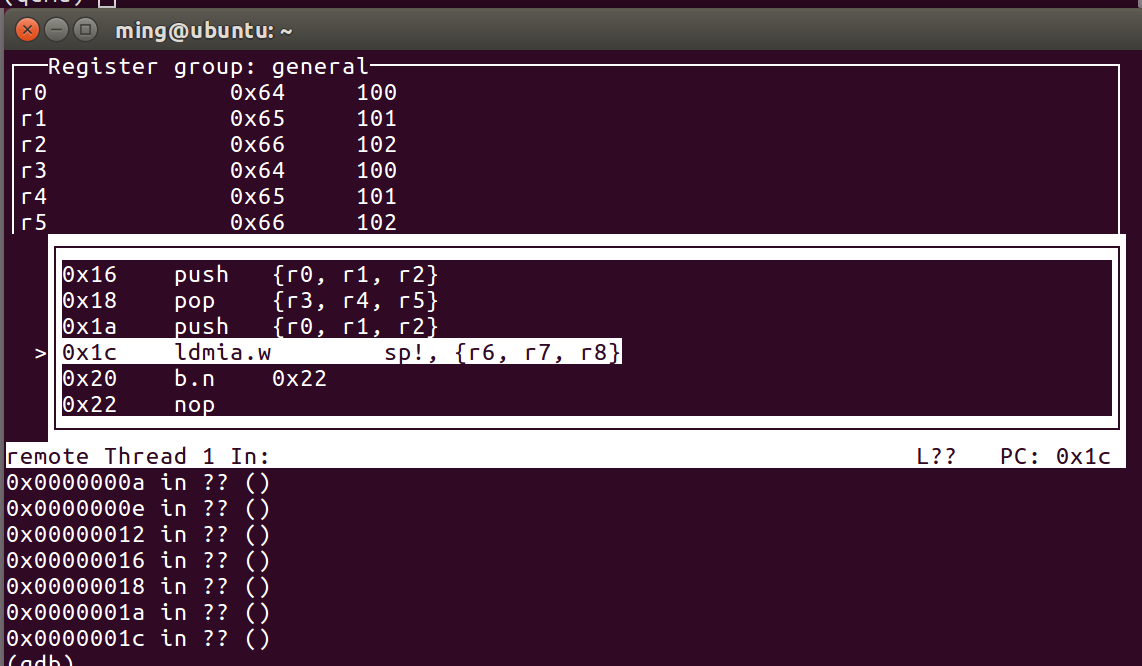 ming@ubuntu: ~
Register group: general
r0 0x64 100
r1 0x65 101
r2 0x66 102
r3 0x64 100
r4 0x65 101
r5 0x66 102
0x16 push {r0, r1, r2}
0x18 pop {r3, r4, r5}
0x1a push {r0, r1, r2}
>0x1c ldmia.w sp!, {r6, r7, r8}
0x20 b.n 0x22
0x22 nop
remote Thread 1 In: L?? PC: 0x1c
0x0000000a in ?? ()
0x0000000e in ?? ()
0x00000012 in ?? ()
0x00000016 in ?? ()
0x00000018 in ?? ()
0x0000001a in ?? ()
0x0000001c in ?? ()
(gdb)